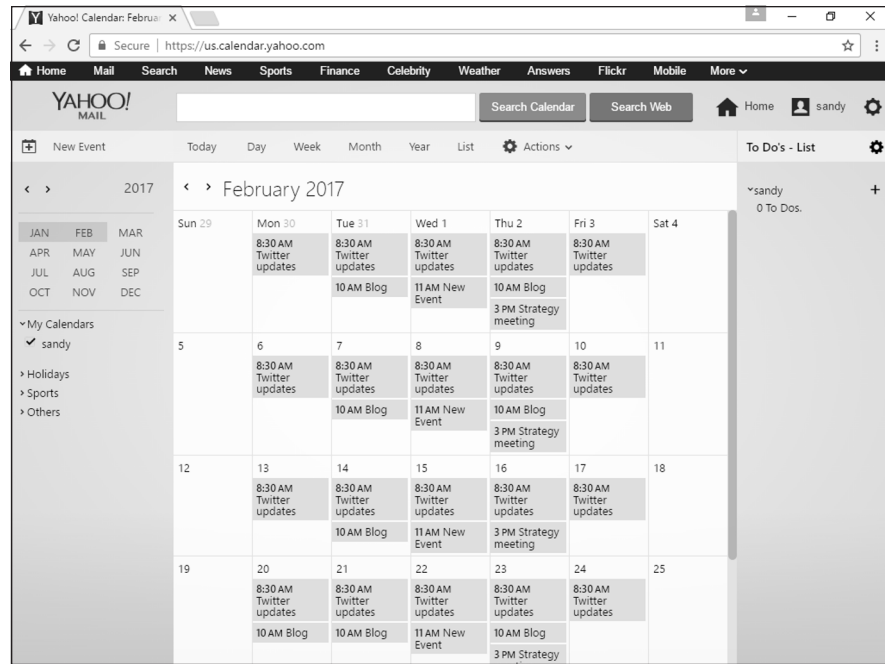 Yahoo! Calendar: Februar
Secure | https://us.calendar.yahoo.com
Home Mail Search News Sports Finance Celebrity Weather Answers Flickr Mobile More
YAHOO!
MAIL
Search Calendar Search Web Home sandy
New Event Today Day Week Month Year List Actions To Do's - List
2017
JAN FEB MAR
APR MAY JUN
JUL AUG SEP
OCT NOV DEC
My Calendars
sandy
Holidays
Sports
Others
February 2017
Sun 29 Mon 30 Tue 31 Wed 1 Thu 2 Fri 3 Sat 4
8:30 AM 8:30 AM 8:30 AM 8:30 AM 8:30 AM
Twitter Twitter Twitter Twitter Twitter
updates updates updates updates updates
10 AM Blog 11 AM New 10 AM Blog
Event
3 PM Strategy
meeting
5 6 7 8 9 10 11
8:30 AM 8:30 AM 8:30 AM 8:30 AM 8:30 AM
Twitter Twitter Twitter Twitter Twitter
updates updates updates updates updates
10 AM Blog 11 AM New 10 AM Blog
Event
3 PM Strategy
meeting
12 13 14 15 16 17 18
8:30 AM 8:30 AM 8:30 AM 8:30 AM 8:30 AM
Twitter Twitter Twitter Twitter Twitter
updates updates updates updates updates
10 AM Blog 11 AM New 3 PM Strategy
Event meeting
19 20 21 22 23 24 25
8:30 AM 8:30 AM 8:30 AM 8:30 AM 8:30 AM
Twitter Twitter Twitter Twitter Twitter
updates updates updates updates updates
10 AM Blog 10 AM Blog 11 AM New 10 AM Blog
Event
3 PM Strategy
sandy
0 To Dos.